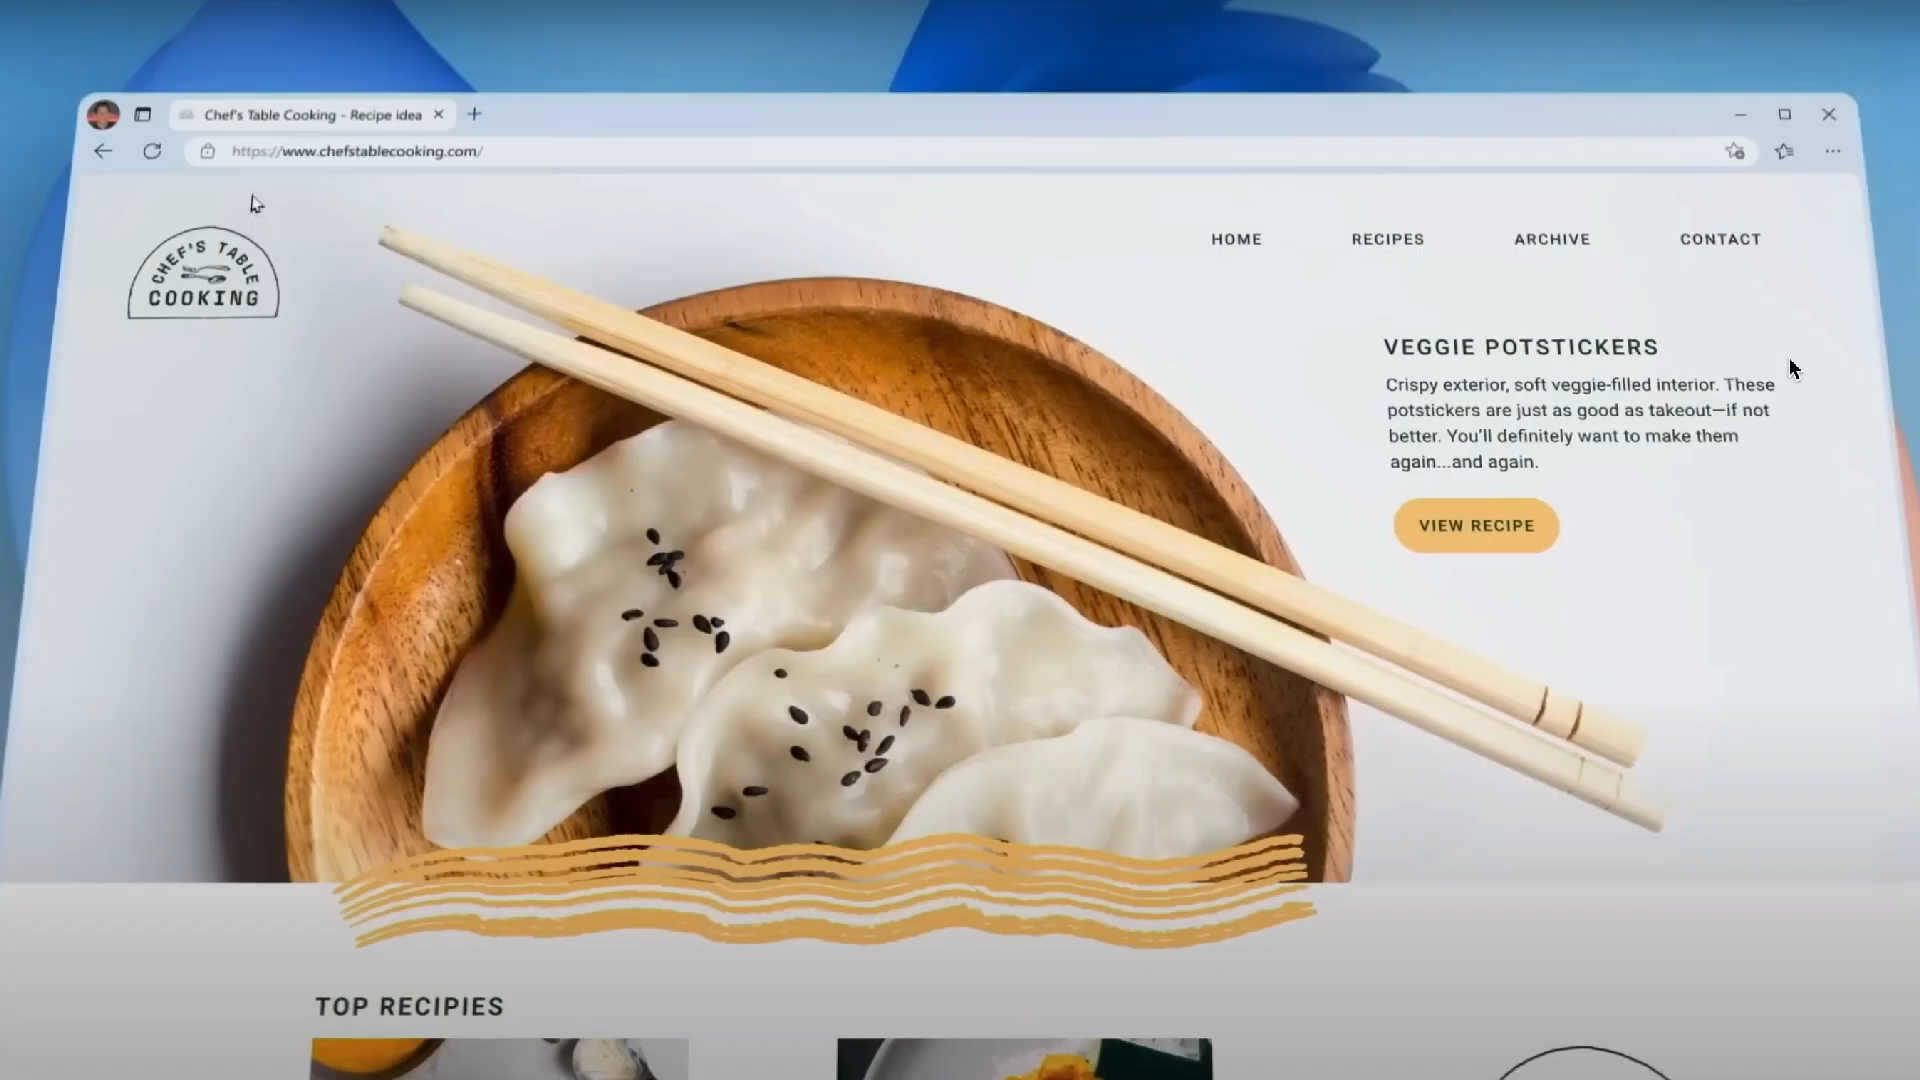 Chef's Table Cooking - Recipe idea
https://www.chefstablecooking.com/
CHEF'S TABLE
COOKING
HOME
RECIPES
ARCHIVE
CONTACT
VEGGIE POTSTICKERS
Crispy exterior, soft veggie-filled interior. These
potstickers are just as good as takeout—if not
better. You'll definitely want to make them
again...and again.
VIEW RECIPE
TOP RECIPIES